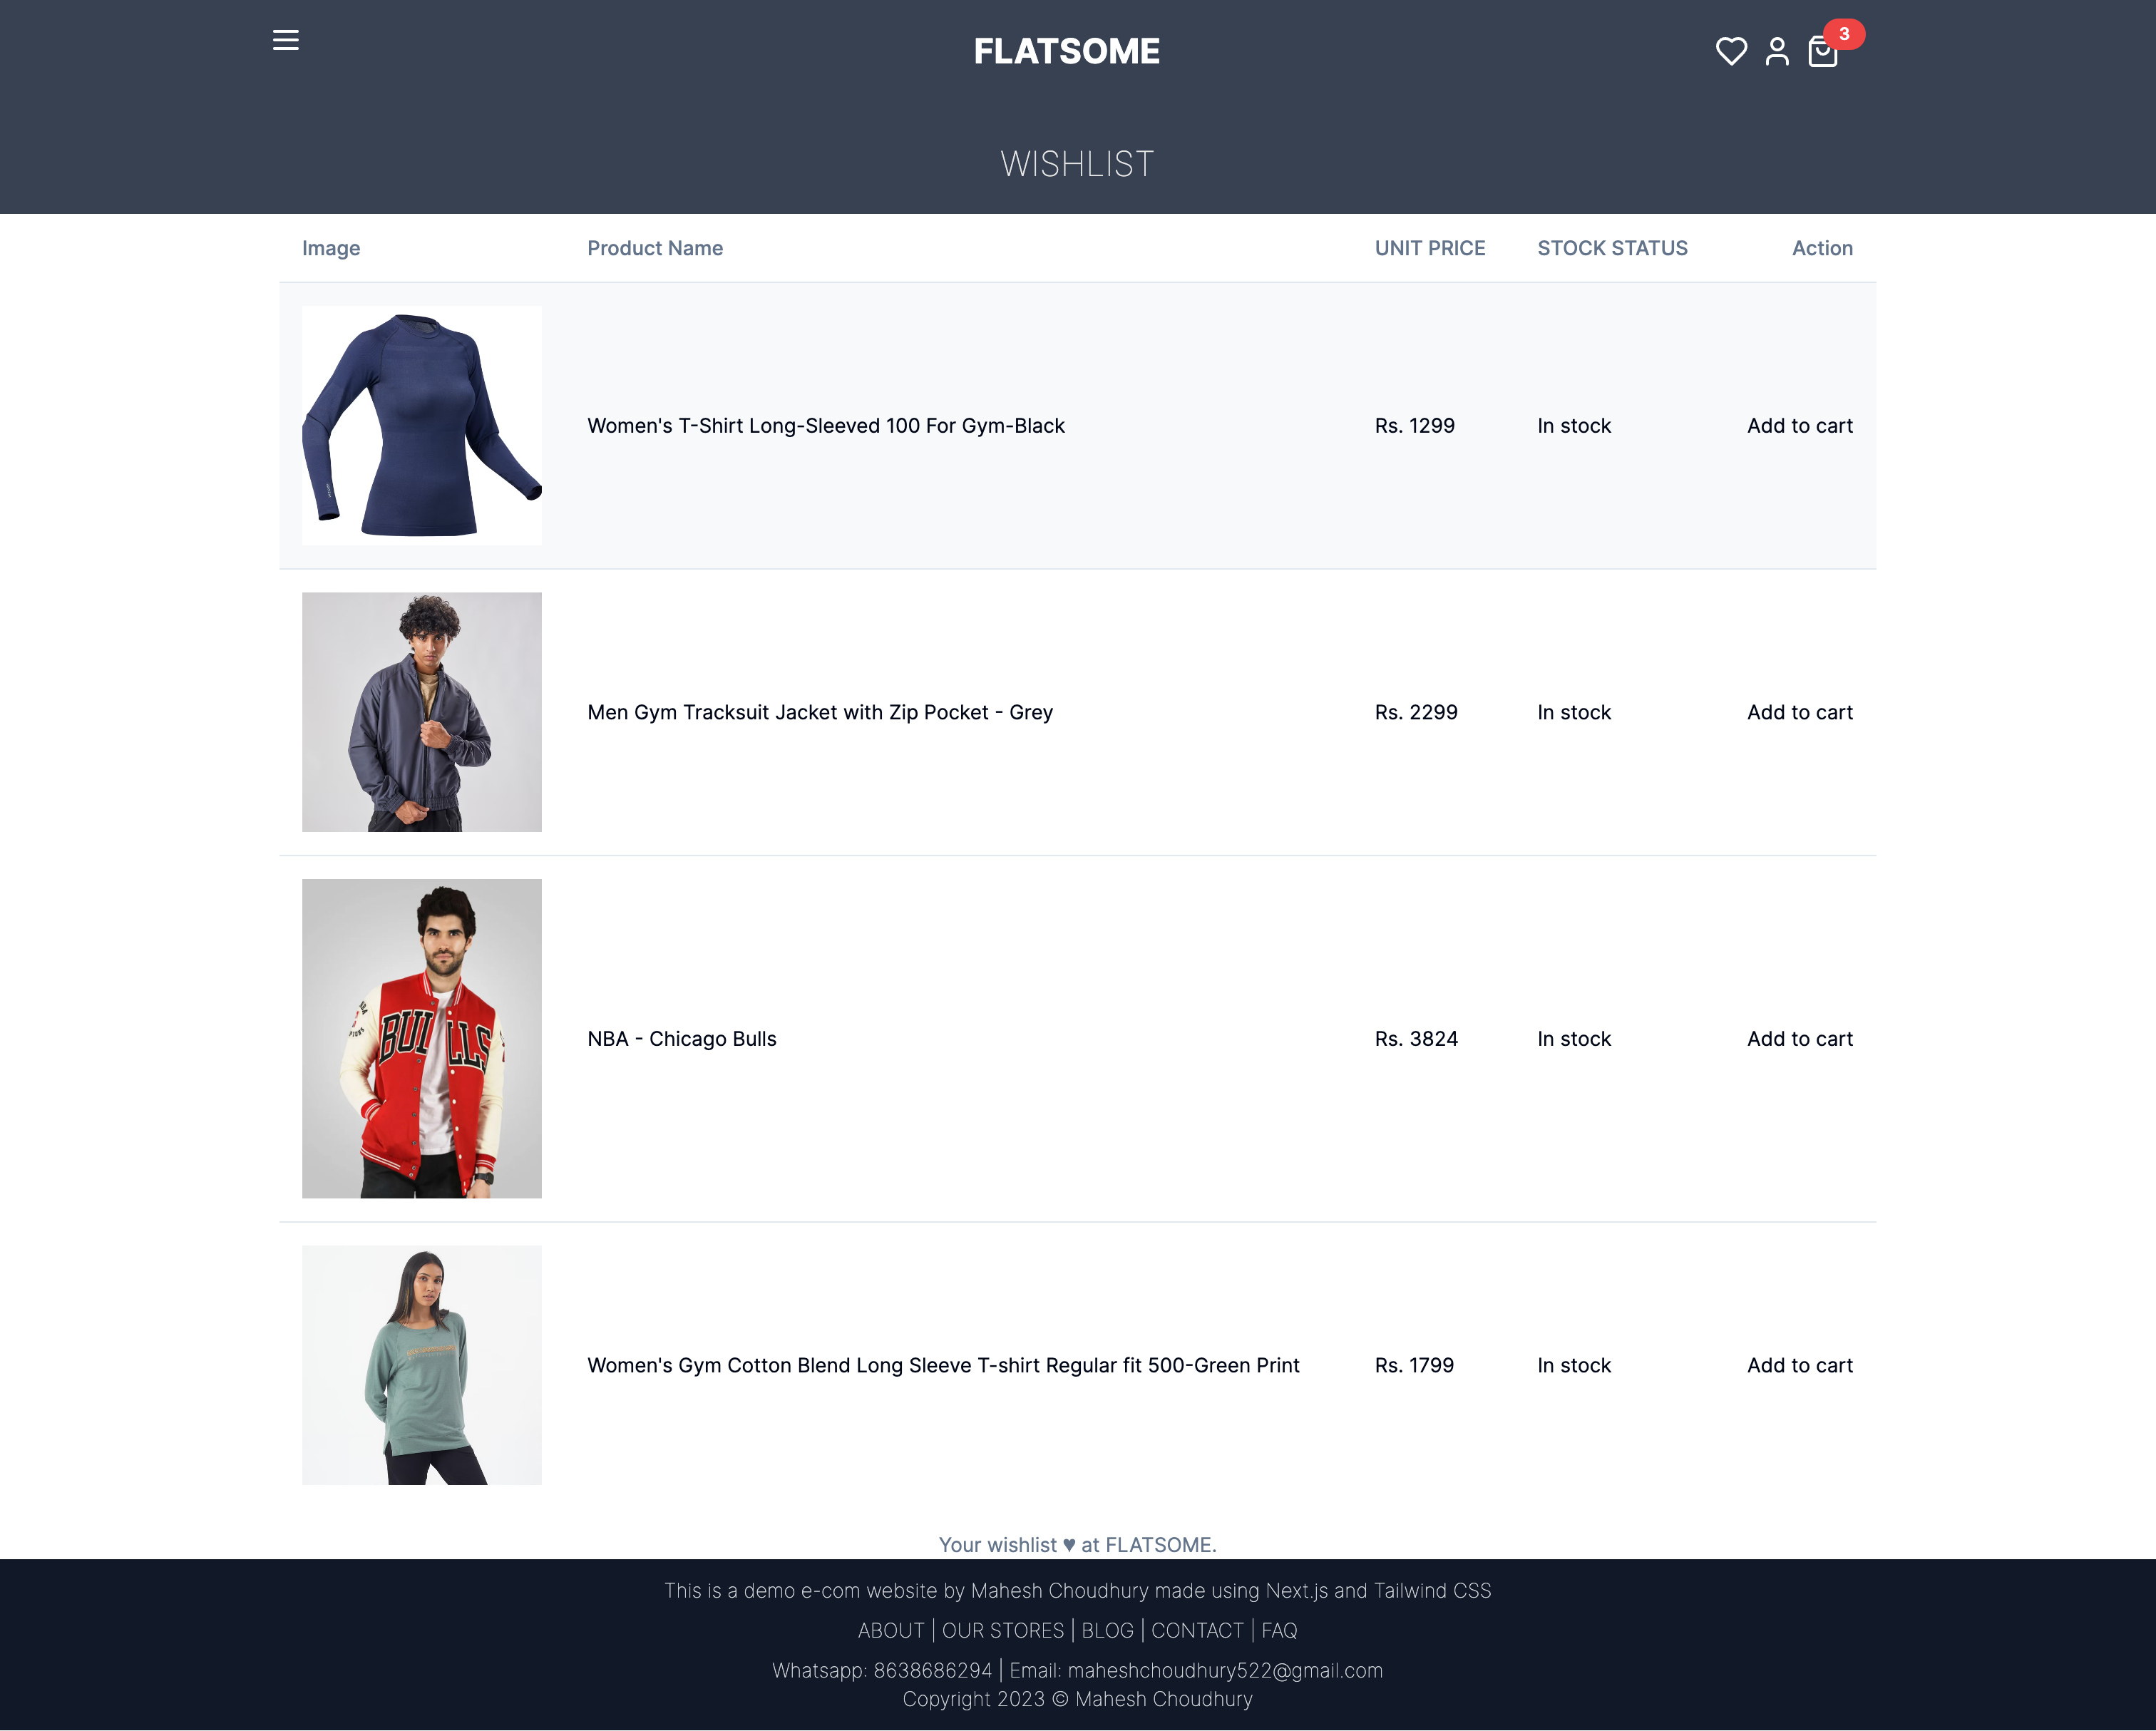 FLATSOME
3
WISHLIST
Image Product Name UNIT PRICE STOCK STATUS Action
Women's T-Shirt Long-Sleeved 100 For Gym-Black Rs. 1299 In stock Add to cart
Men Gym Tracksuit Jacket with Zip Pocket - Grey Rs. 2299 In stock Add to cart
BULLS
NBA - Chicago Bulls Rs. 3824 In stock Add to cart
Women's Gym Cotton Blend Long Sleeve T-shirt Regular fit 500-Green Print Rs. 1799 In stock Add to cart
Your wishlist ♥ at FLATSOME.
This is a demo e-com website by Mahesh Choudhury made using Next.js and Tailwind CSS
ABOUT | OUR STORES | BLOG | CONTACT | FAQ
Whatsapp: 8638686294 | Email: maheshchoudhury522@gmail.com
Copyright 2023 © Mahesh Choudhury